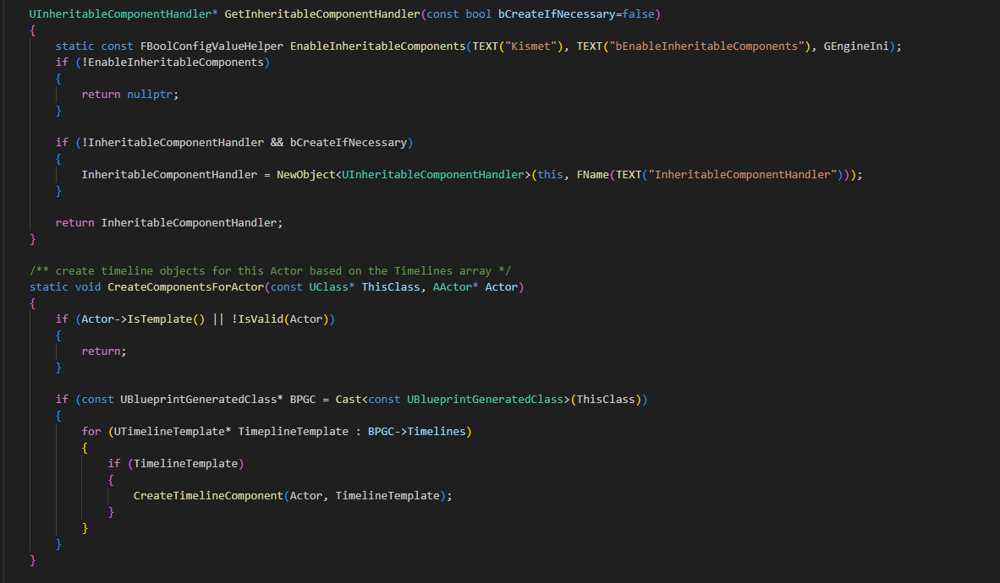 UInheritableComponentHandler* GetInheritableComponentHandler(const bool bCreateIfNecessary=false)
{
static const FBoolConfigValueHelper EnableInheritableComponents(TEXT("Kismet"), TEXT("bEnableInheritableComponents"), GEngineIni);
if (!EnableInheritableComponents)
{
return nullptr;
}
if (!InheritableComponentHandler && bCreateIfNecessary)
{
InheritableComponentHandler = NewObject<UInheritableComponentHandler>(this, FName(TEXT("InheritableComponentHandler")));
}
return InheritableComponentHandler;
}
/** create timeline objects for this Actor based on the Timelines array */
static void CreateComponentsForActor(const UClass* ThisClass, AActor* Actor)
{
if (Actor->IsTemplate() || !IsValid(Actor))
{
return;
}
if (const UBlueprintGeneratedClass* BPGC = Cast<const UBlueprintGeneratedClass>(ThisClass))
{
for (UTimelineTemplate* TimeplineTemplate : BPGC->Timelines)
{
if (TimelineTemplate)
{
CreateTimelineComponent(Actor, TimelineTemplate);
}
}
}
}